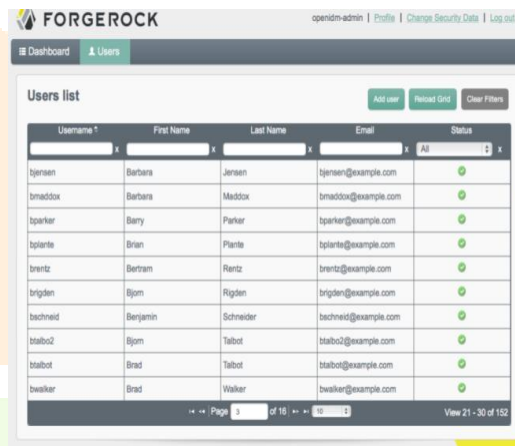 FORGEROCK
openidm-admin | Profile | Change Security Data | Log out
Dashboard Users
Users list
Add user Reload Grid Clear Filters
Username First Name Last Name Email Status
x x x x All x
bjensen Barbara Jensen bjensen@example.com
bmaddox Barbara Maddox bmaddox@example.com
bparker Barry Parker bparker@example.com
bplante Brian Plante bplante@example.com
brentz Bertram Rentz brentz@example.com
brigden Bjorn Rigden brigden@example.com
bschneid Benjamin Schneider bschneid@example.com
btalbo2 Bjorn Talbot btalbo2@example.com
btalbot Brad Talbot btalbot@example.com
bwalker Brad Walker bwalker@example.com
Page 3 of 16 10 View 21 - 30 of 152